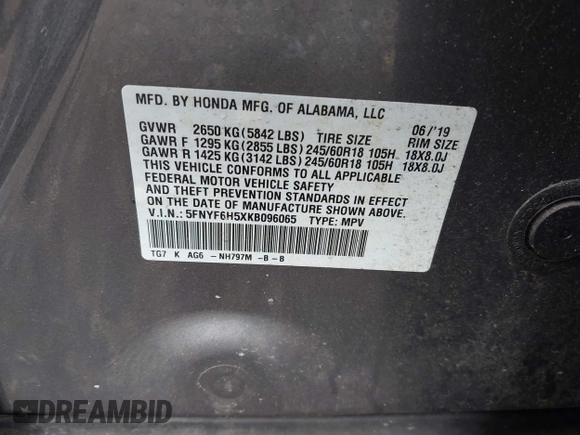 MFD. BY HONDA MFG. OF ALABAMA, LLC
GVWR 2650 KG (5842 LBS) TIRE SIZE 06/'19 RIM SIZE
GAWR F 1295 KG (2855 LBS) 245/60R18 105H 18X8.0J
GAWR R 1425 KG (3142 LBS) 245/60R18 105H 18X8.0J
THIS VEHICLE CONFORMS TO ALL APPLICABLE
FEDERAL MOTOR VEHICLE SAFETY
AND THEFT PREVENTION STANDARDS IN EFFECT
ON THE DATE OF MANUFACTURE SHOWN ABOVE.
V.I.N.: 5FNYF6H5XKB096065 TYPE: MPV
TG7 K AG6 -NH797M -B -B
DREAMBID